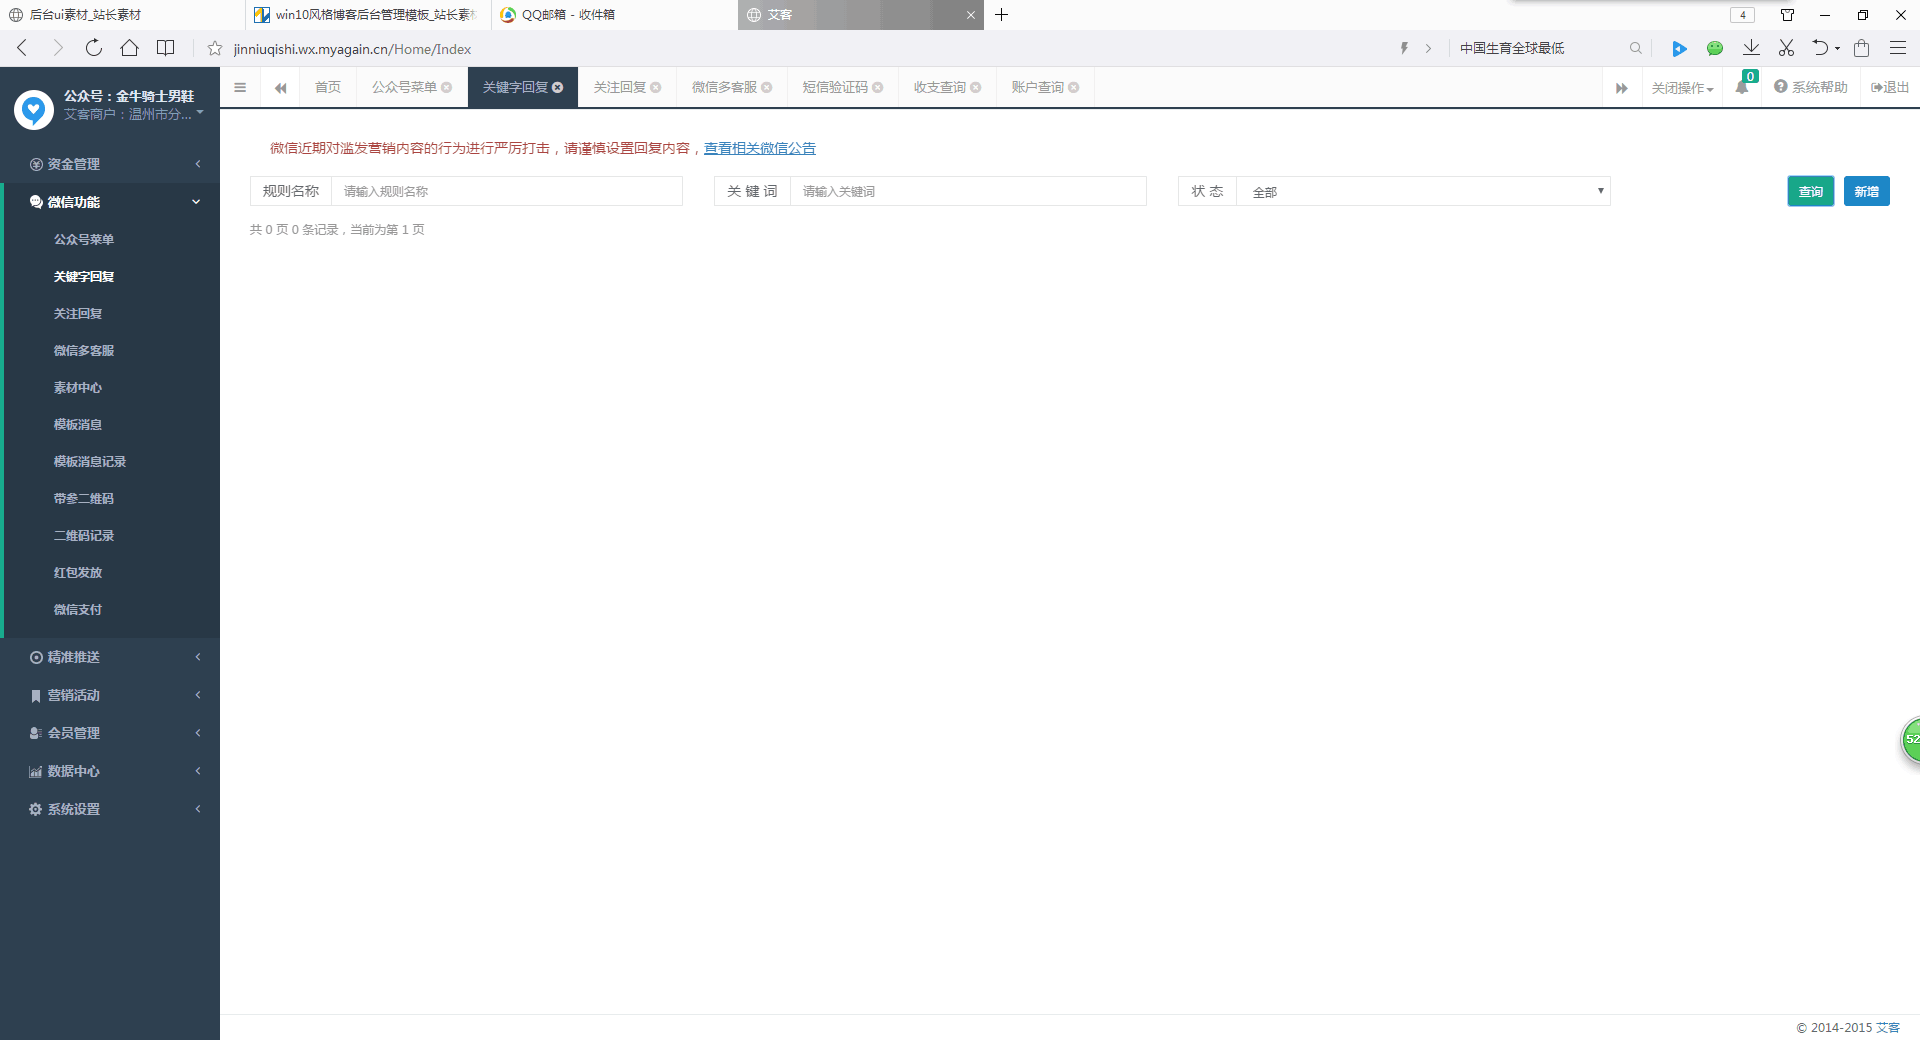 后台ui素材_站长素材
win10风格博客后台管理模板_站长素材
QQ邮箱 - 收件箱
艾客
4
jinniuqishi.wx.myagain.cn/Home/Index
中国生育全球最低
公众号：金牛骑士男鞋
艾客商户：温州市分...
首页
公众号菜单
关键字回复
关注回复
微信多客服
短信验证码
收支查询
账户查询
关闭操作
0
系统帮助
退出
资金管理
微信功能
公众号菜单
关键字回复
关注回复
微信多客服
素材中心
模板消息
模板消息记录
带参二维码
二维码记录
红包发放
微信支付
精准推送
营销活动
会员管理
数据中心
系统设置
微信近期对滥发营销内容的行为进行严厉打击，请谨慎设置回复内容，查看相关微信公告
规则名称 请输入规则名称
关 键 词 请输入关键词
状 态 全部
查询
新增
共 0 页 0 条记录，当前为第 1 页
52
© 2014-2015 艾客